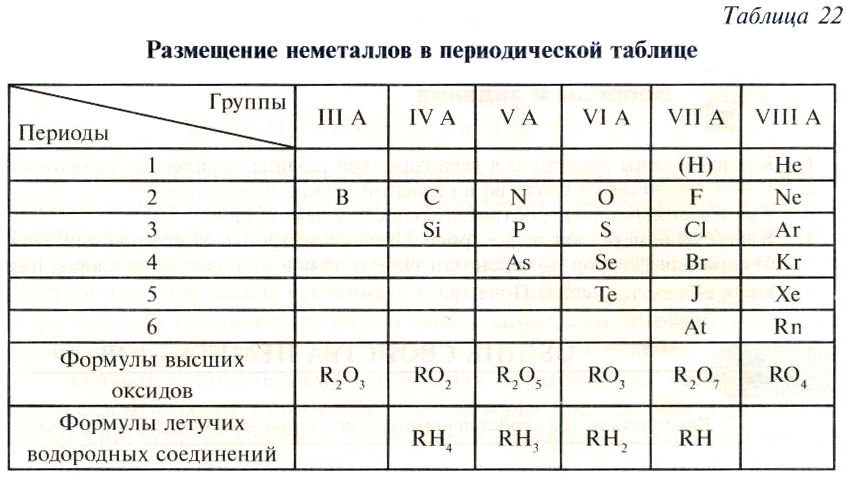 Таблица 22
Размещение неметаллов в периодической таблице
Группы
Периоды
III A IV A V A VI A VII A VIII A
1 (H) He
2 B C N O F Ne
3 Si P S Cl Ar
4 As Se Br Kr
5 Te J Xe
6 At Rn
Формулы высших
оксидов
R₂O₃ RO₂ R₂O₅ RO₃ R₂O₇ RO₄
Формулы летучих
водородных соединений
RH₄ RH₃ RH₂ RH